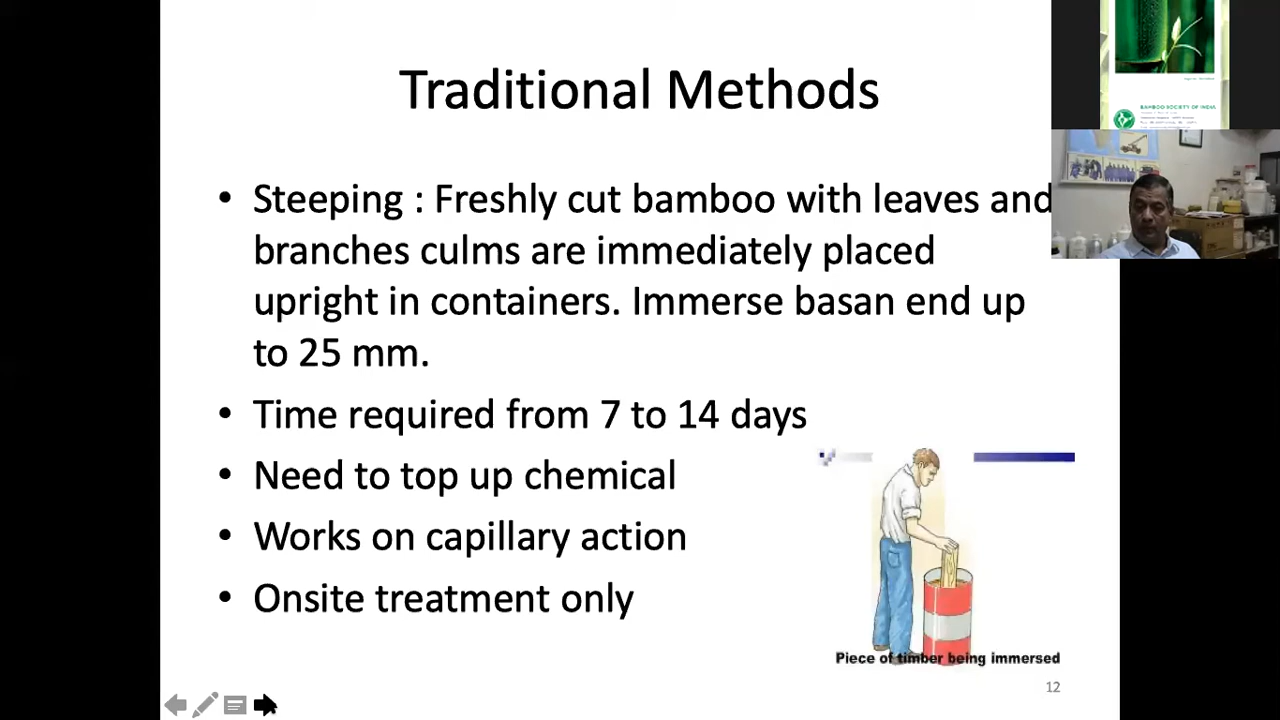 Traditional Methods
• Steeping : Freshly cut bamboo with leaves and
branches culms are immediately placed
upright in containers. Immerse basan end up
to 25 mm.
• Time required from 7 to 14 days
• Need to top up chemical
• Works on capillary action
• Onsite treatment only
Piece of timber being immersed
12
BAMBOO SOCIETY OF INDIA